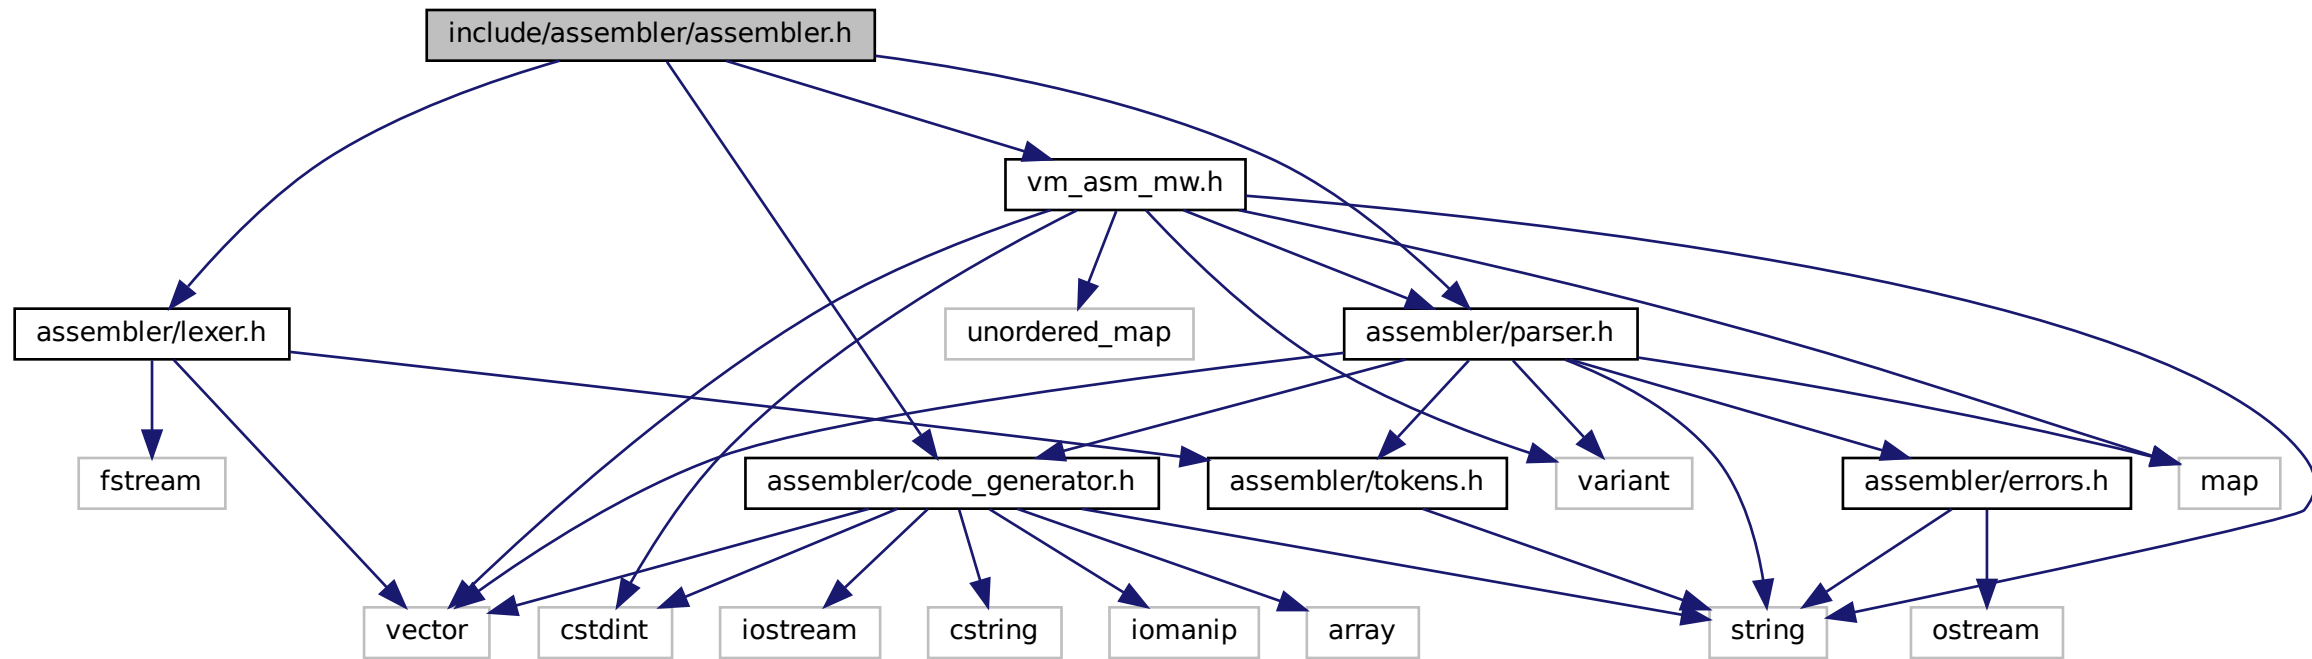 include/assembler/assembler.h
vm_asm_mw.h
assembler/lexer.h
unordered_map
assembler/parser.h
fstream
assembler/code_generator.h
assembler/tokens.h
variant
assembler/errors.h
map
vector
cstdint
iostream
cstring
iomanip
array
string
ostream